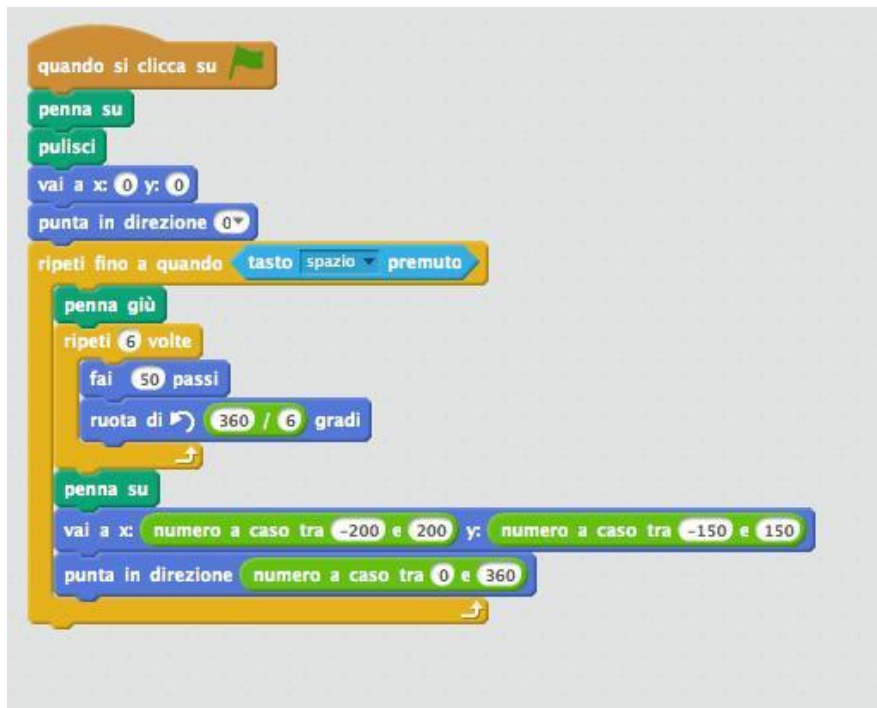 quando si clicca su
penna su
pulisci
vai a x: 0 y: 0
punta in direzione 0
ripeti fino a quando tasto spazio premuto
penna giù
ripeti 6 volte
fai 50 passi
ruota di 360 / 6 gradi
penna su
vai a x: numero a caso tra -200 e 200 y: numero a caso tra -150 e 150
punta in direzione numero a caso tra 0 e 360